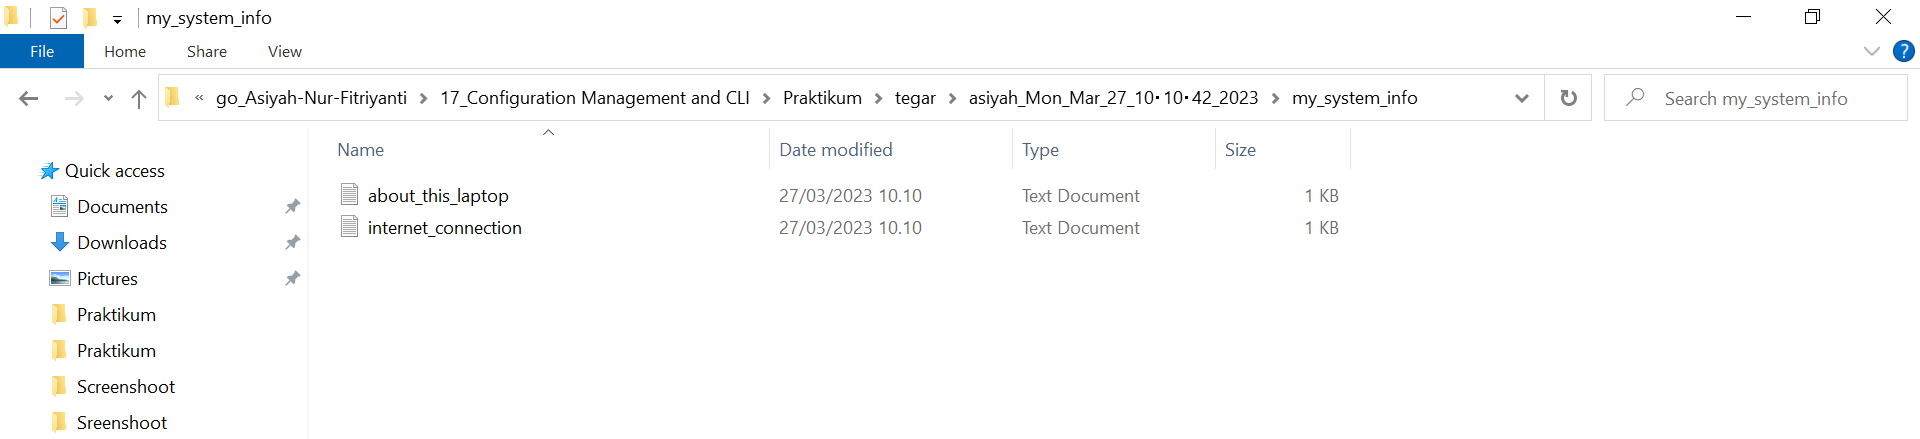 my_system_info
File Home Share View
« go_Asiyah-Nur-Fitriyanti > 17_Configuration Management and CLI > Praktikum > tegar > asiyah_Mon_Mar_27_10·10·42_2023 > my_system_info
Search my_system_info
Name Date modified Type Size
about_this_laptop 27/03/2023 10.10 Text Document 1 KB
internet_connection 27/03/2023 10.10 Text Document 1 KB
Quick access
Documents
Downloads
Pictures
Praktikum
Praktikum
Screenshoot
Sreenshoot